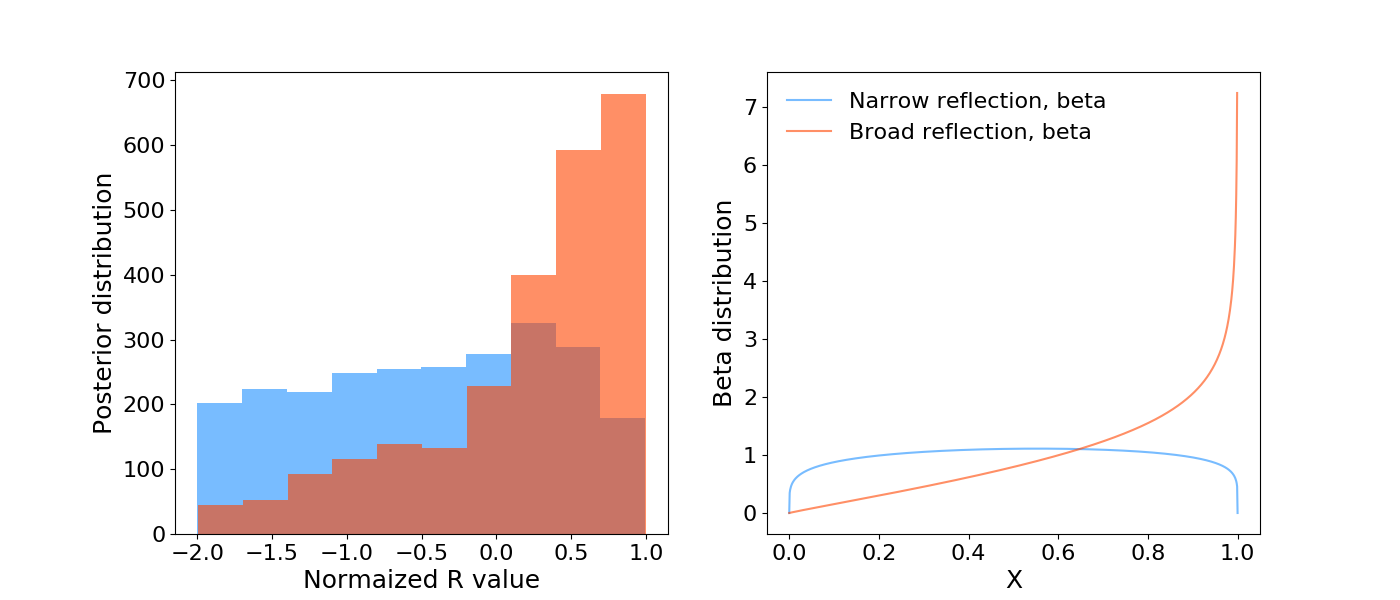 Posterior distribution
700
600
500
400
300
200
100
0
−2.0 −1.5 −1.0 −0.5 0.0 0.5 1.0
Normaized R value
Beta distribution
7
6
5
4
3
2
1
0
Narrow reflection, beta
Broad reflection, beta
0.0 0.2 0.4 0.6 0.8 1.0
X